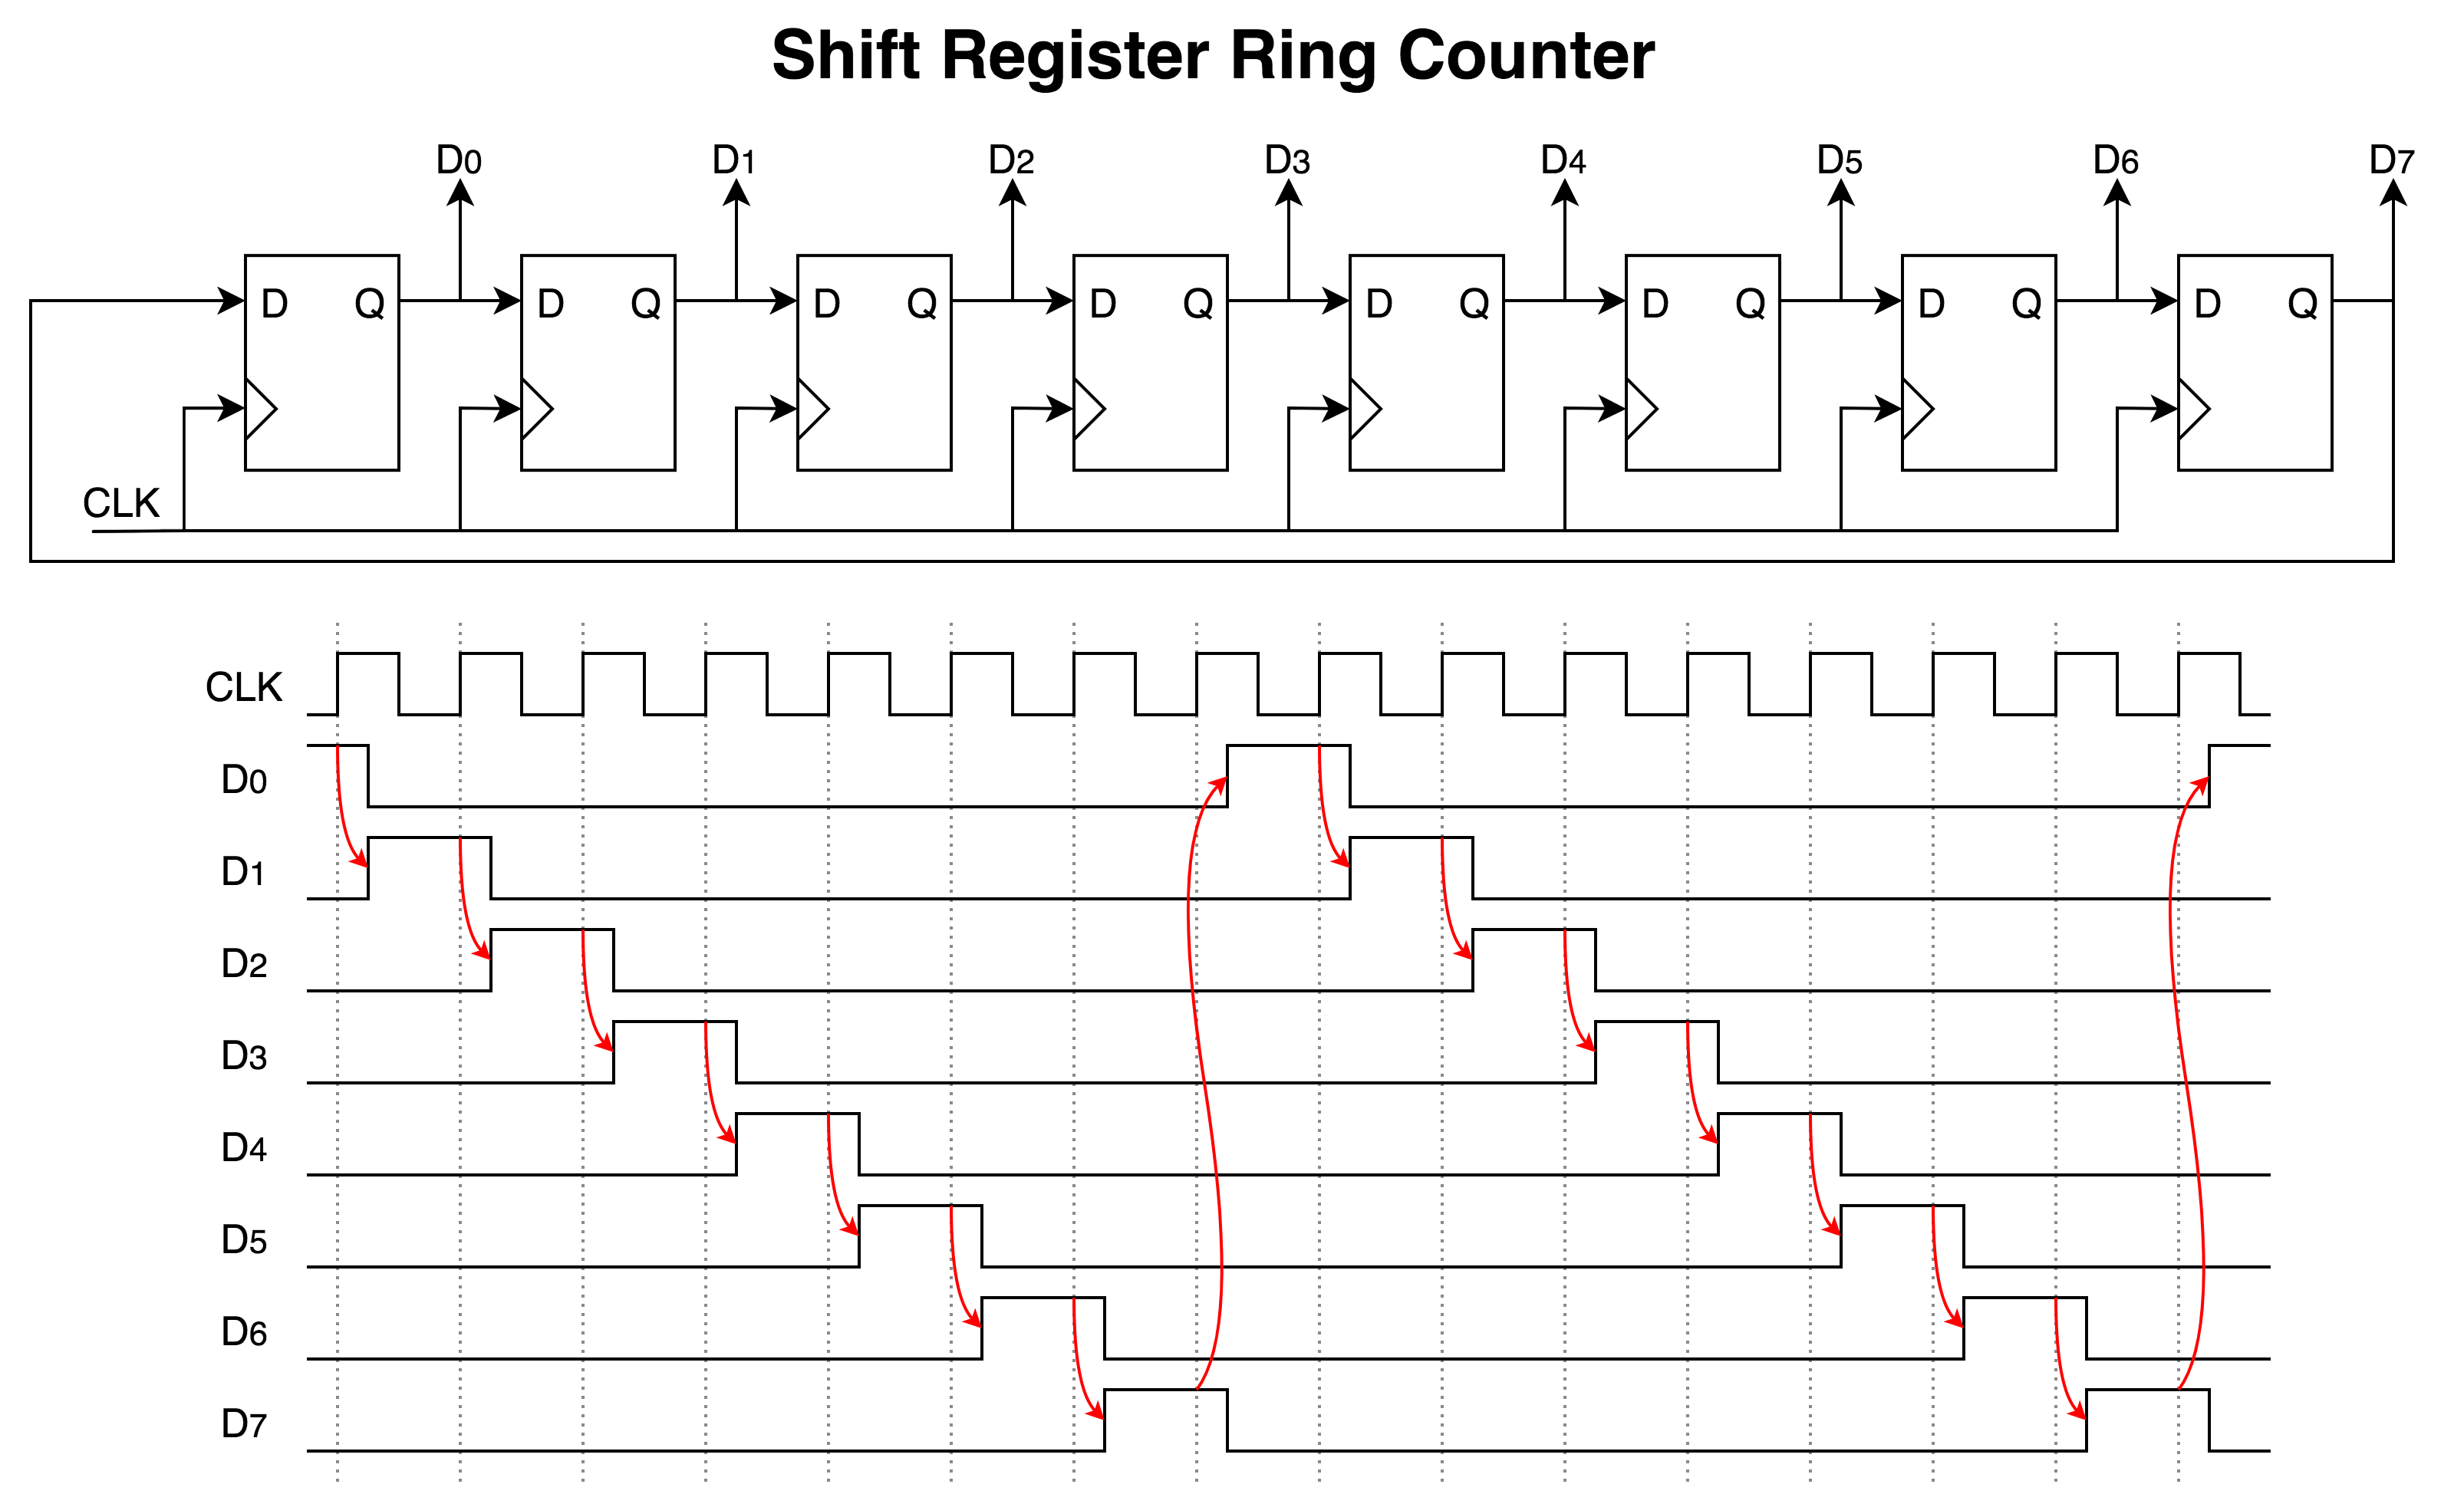 Shift Register Ring Counter
D0 D1 D2 D3 D4 D5 D6 D7
D Q D Q D Q D Q D Q D Q D Q D Q
CLK
CLK
D0
D1
D2
D3
D4
D5
D6
D7